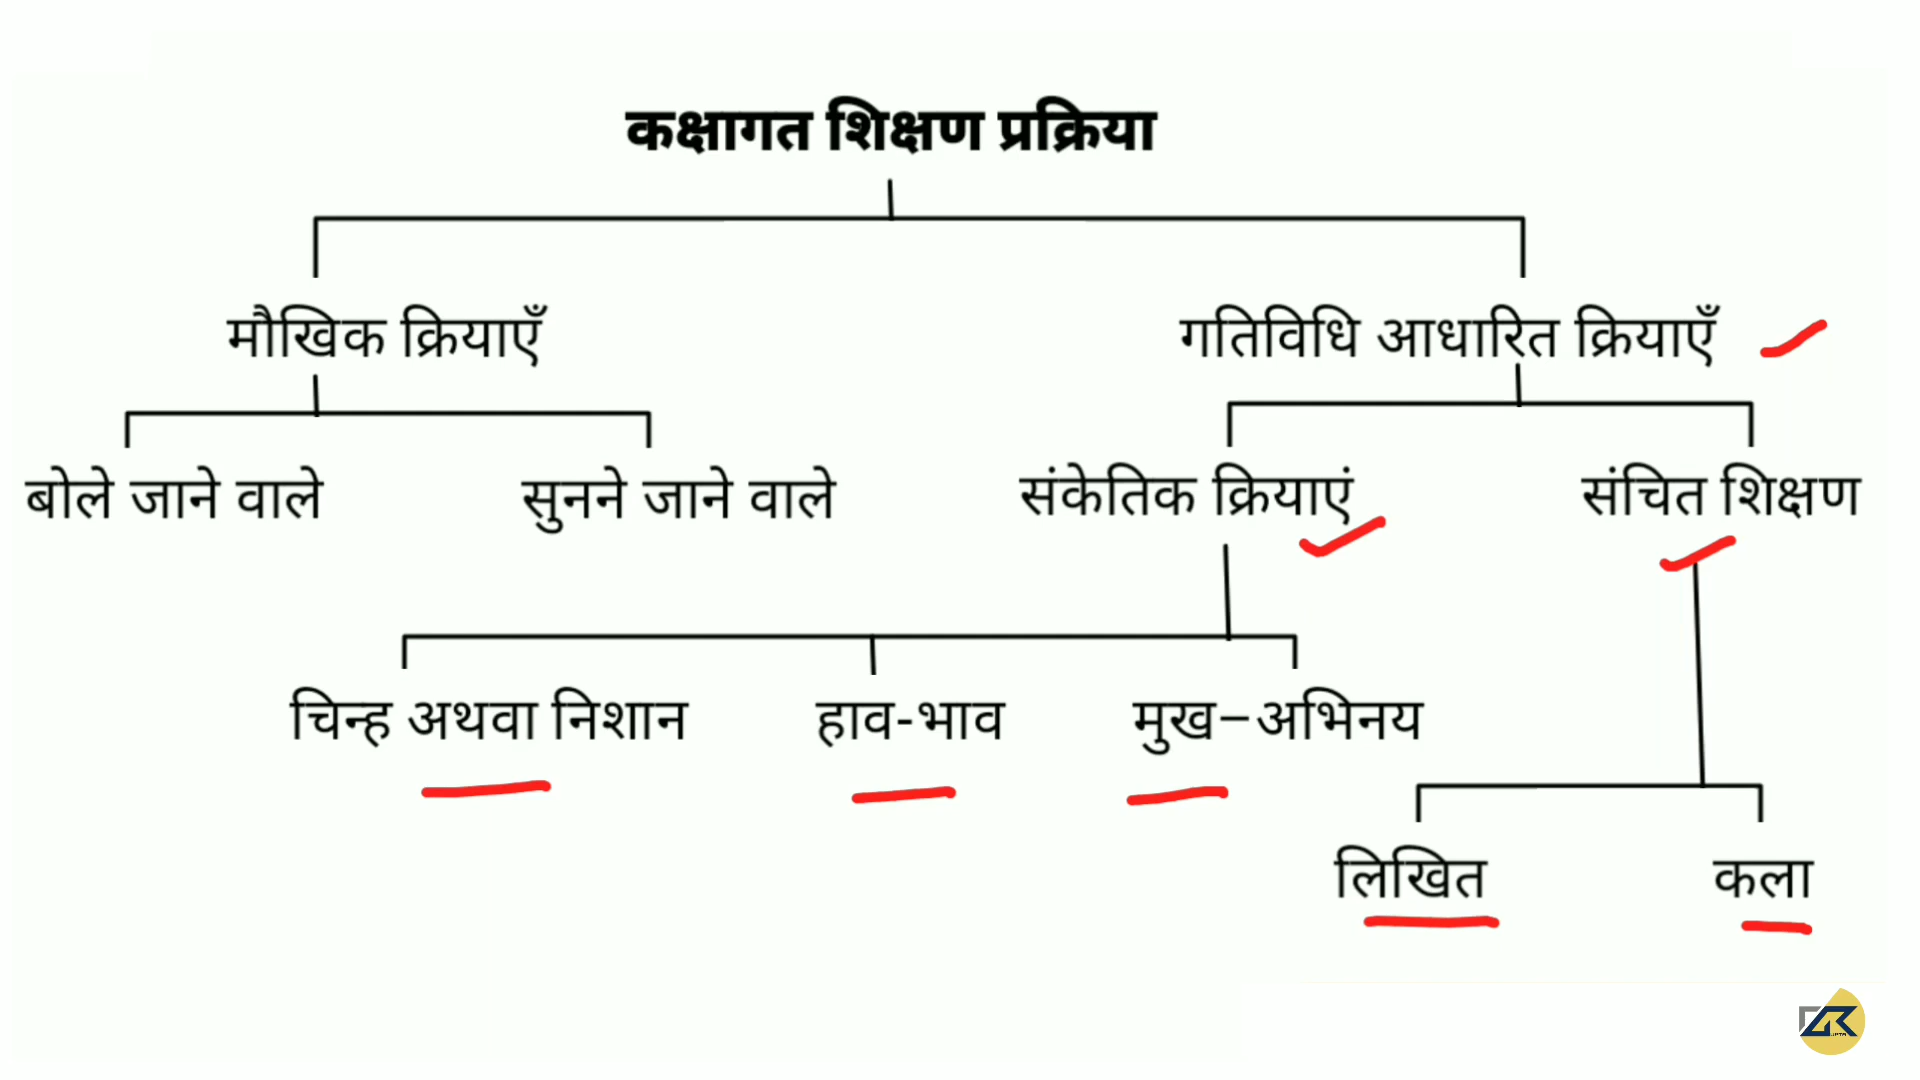 कक्षागत शिक्षण प्रक्रिया
मौखिक क्रियाएँ
गतिविधि आधारित क्रियाएँ
बोले जाने वाले
सुनने जाने वाले
संकेतिक क्रियाएं
संचित शिक्षण
चिन्ह अथवा निशान
हाव-भाव
मुख–अभिनय
लिखित
कला